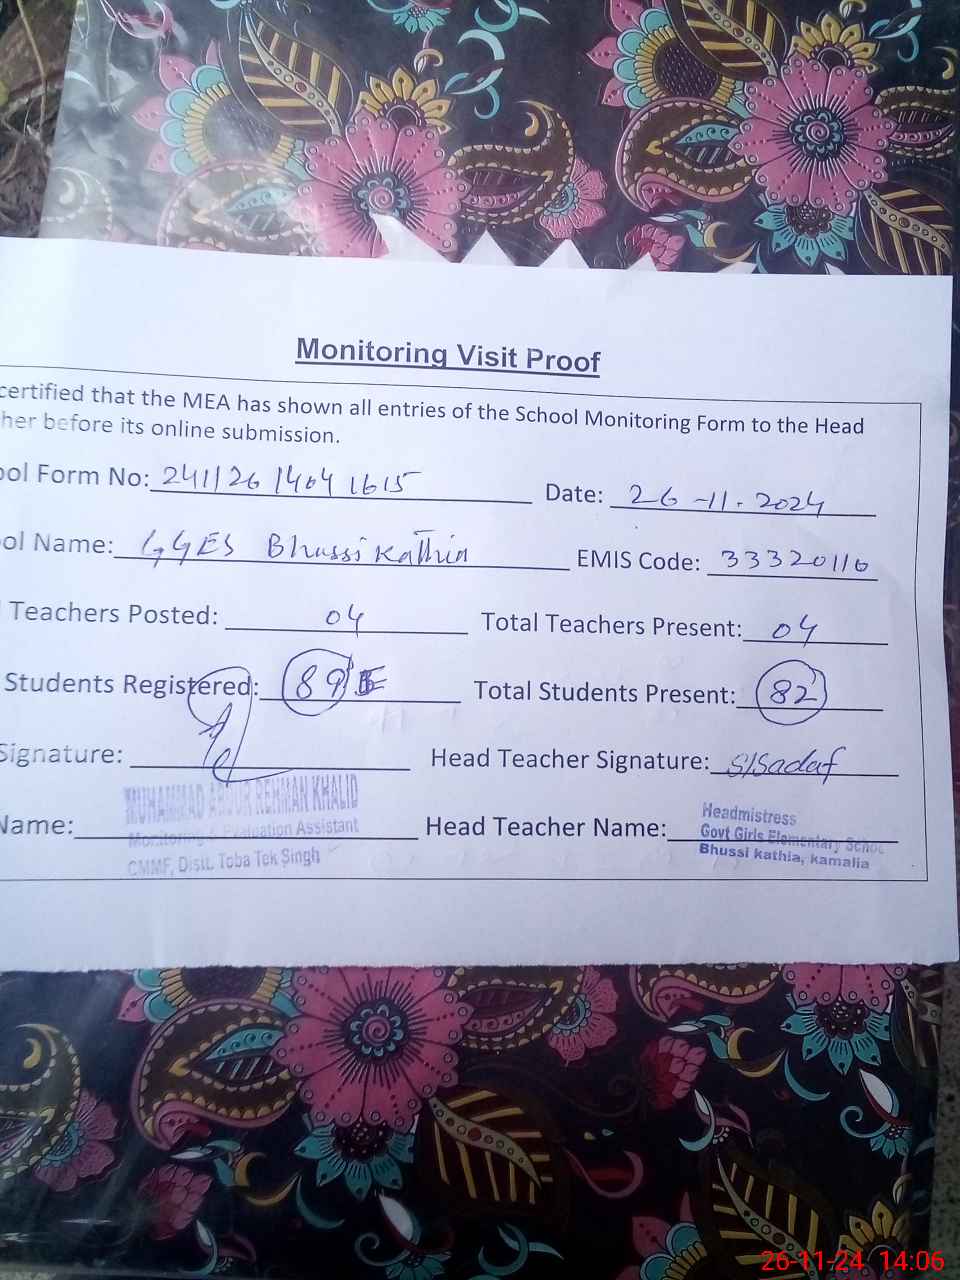 Monitoring Visit Proof
certified that the MEA has shown all entries of the School Monitoring Form to the Head
her before its online submission.
ool Form No: 241126 1404 1615 Date: 26-11-2024
ool Name: GGES Bhussi Kathia EMIS Code: 33320116
Teachers Posted: 04 Total Teachers Present: 04
Students Registered: 89 Total Students Present: 82
Signature: Head Teacher Signature: S/Sadaf
Name: MUHAMMAD ABDUR REHMAN KHALID
Monitoring & Evaluation Assistant
CMMF, Distt. Toba Tek Singh
Head Teacher Name: Headmistress
Govt Girls Elementary School
Bhussi kathia, kamalia
26-11-24 14:06